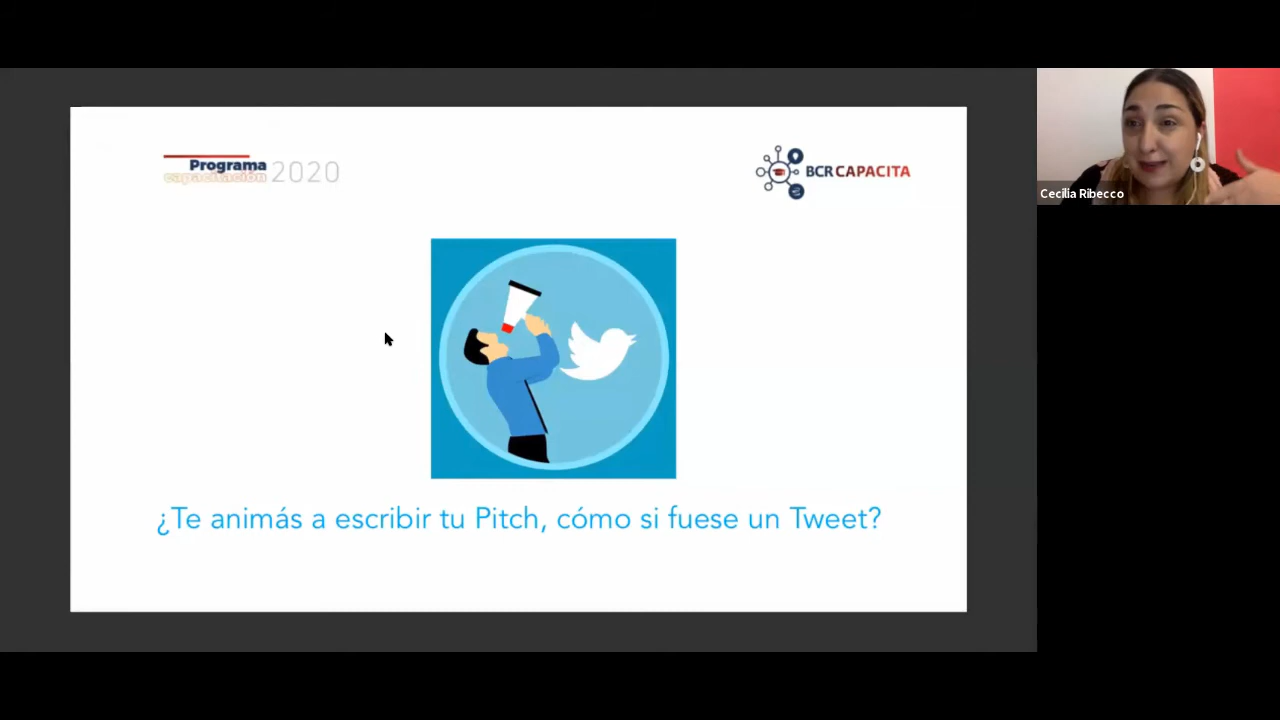 Programa
capacitación 2020
BCR CAPACITA
Cecilia Ribecco
¿Te animás a escribir tu Pitch, cómo si fuese un Tweet?